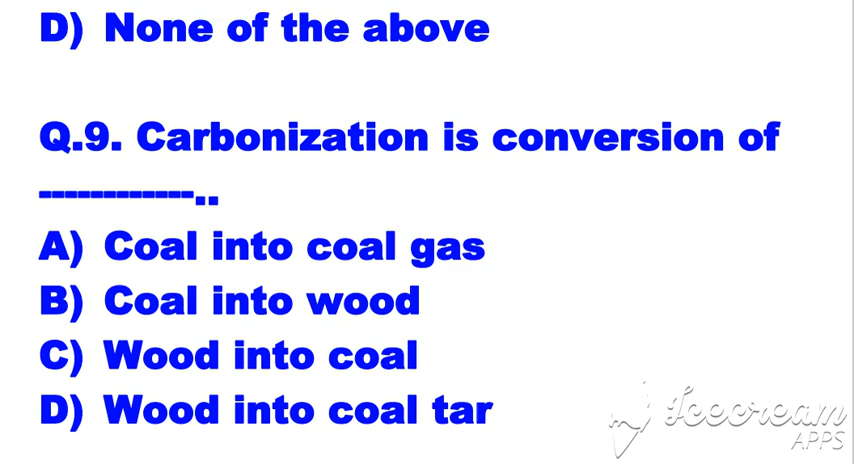 D) None of the above
Q.9. Carbonization is conversion of
------------..
A) Coal into coal gas
B) Coal into wood
C) Wood into coal
D) Wood into coal tar
Icecream
APPS